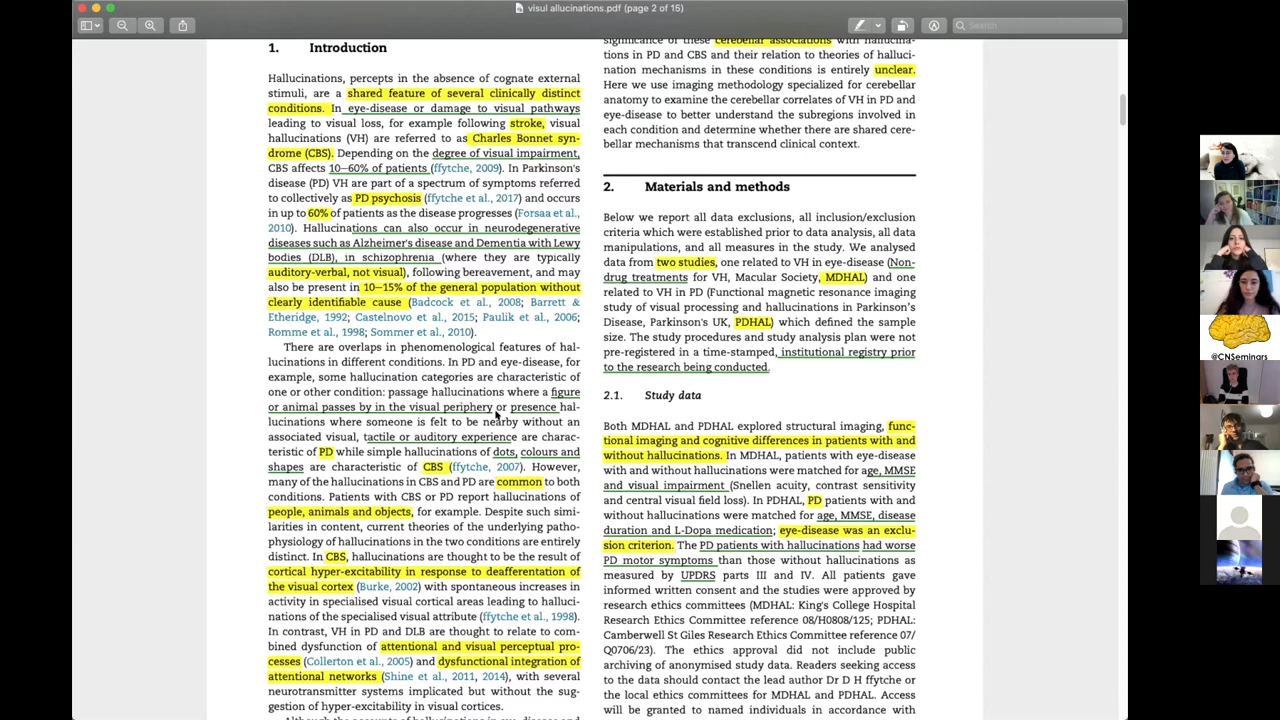 visul allucinations.pdf (page 2 of 15)
Search
1. Introduction
Hallucinations, percepts in the absence of cognate external
stimuli, are a shared feature of several clinically distinct
conditions. In eye-disease or damage to visual pathways
leading to visual loss, for example following stroke, visual
hallucinations (VH) are referred to as Charles Bonnet syn-
drome (CBS). Depending on the degree of visual impairment,
CBS affects 10–60% of patients (ffytche, 2009). In Parkinson's
disease (PD) VH are part of a spectrum of symptoms referred
to collectively as PD psychosis (ffytche et al., 2017) and occurs
in up to 60% of patients as the disease progresses (Forsaa et al.,
2010). Hallucinations can also occur in neurodegenerative
diseases such as Alzheimer's disease and Dementia with Lewy
bodies (DLB), in schizophrenia (where they are typically
auditory-verbal, not visual), following bereavement, and may
also be present in 10–15% of the general population without
clearly identifiable cause (Badcock et al., 2008; Barrett &
Etheridge, 1992; Castelnovo et al., 2015; Paulik et al., 2006;
Romme et al., 1998; Sommer et al., 2010).
There are overlaps in phenomenological features of hal-
lucinations in different conditions. In PD and eye-disease, for
example, some hallucination categories are characteristic of
one or other condition: passage hallucinations where a figure
or animal passes by in the visual periphery or presence hal-
lucinations where someone is felt to be nearby without an
associated visual, tactile or auditory experience are charac-
teristic of PD while simple hallucinations of dots, colours and
shapes are characteristic of CBS (ffytche, 2007). However,
many of the hallucinations in CBS and PD are common to both
conditions. Patients with CBS or PD report hallucinations of
people, animals and objects, for example. Despite such simi-
larities in content, current theories of the underlying patho-
physiology of hallucinations in the two conditions are entirely
distinct. In CBS, hallucinations are thought to be the result of
cortical hyper-excitability in response to deafferentation of
the visual cortex (Burke, 2002) with spontaneous increases in
activity in specialised visual cortical areas leading to halluci-
nations of the specialised visual attribute (ffytche et al., 1998).
In contrast, VH in PD and DLB are thought to relate to com-
bined dysfunction of attentional and visual perceptual pro-
cesses (Collerton et al., 2005) and dysfunctional integration of
attentional networks (Shine et al., 2011, 2014), with several
neurotransmitter systems implicated but without the sug-
gestion of hyper-excitability in visual cortices.
significance of these cerebellar associations with hallucina-
tions in PD and CBS and their relation to theories of halluci-
nation mechanisms in these conditions is entirely unclear.
Here we use imaging methodology specialized for cerebellar
anatomy to examine the cerebellar correlates of VH in PD and
eye-disease to better understand the subregions involved in
each condition and determine whether there are shared cere-
bellar mechanisms that transcend clinical context.
2. Materials and methods
Below we report all data exclusions, all inclusion/exclusion
criteria which were established prior to data analysis, all data
manipulations, and all measures in the study. We analysed
data from two studies, one related to VH in eye-disease (Non-
drug treatments for VH, Macular Society, MDHAL) and one
related to VH in PD (Functional magnetic resonance imaging
study of visual processing and hallucinations in Parkinson's
Disease, Parkinson's UK, PDHAL) which defined the sample
size. The study procedures and study analysis plan were not
pre-registered in a time-stamped, institutional registry prior
to the research being conducted.
2.1. Study data
Both MDHAL and PDHAL explored structural imaging, func-
tional imaging and cognitive differences in patients with and
without hallucinations. In MDHAL, patients with eye-disease
with and without hallucinations were matched for age, MMSE
and visual impairment (Snellen acuity, contrast sensitivity
and central visual field loss). In PDHAL, PD patients with and
without hallucinations were matched for age, MMSE, disease
duration and L-Dopa medication; eye-disease was an exclu-
sion criterion. The PD patients with hallucinations had worse
PD motor symptoms than those without hallucinations as
measured by UPDRS parts III and IV. All patients gave
informed written consent and the studies were approved by
research ethics committees (MDHAL: King's College Hospital
Research Ethics Committee reference 08/H0808/125; PDHAL:
Camberwell St Giles Research Ethics Committee reference 07/
Q0706/23). The ethics approval did not include public
archiving of anonymised study data. Readers seeking access
to the data should contact the lead author Dr D H ffytche or
the local ethics committees for MDHAL and PDHAL. Access
will be granted to named individuals in accordance with
@CNSeminars